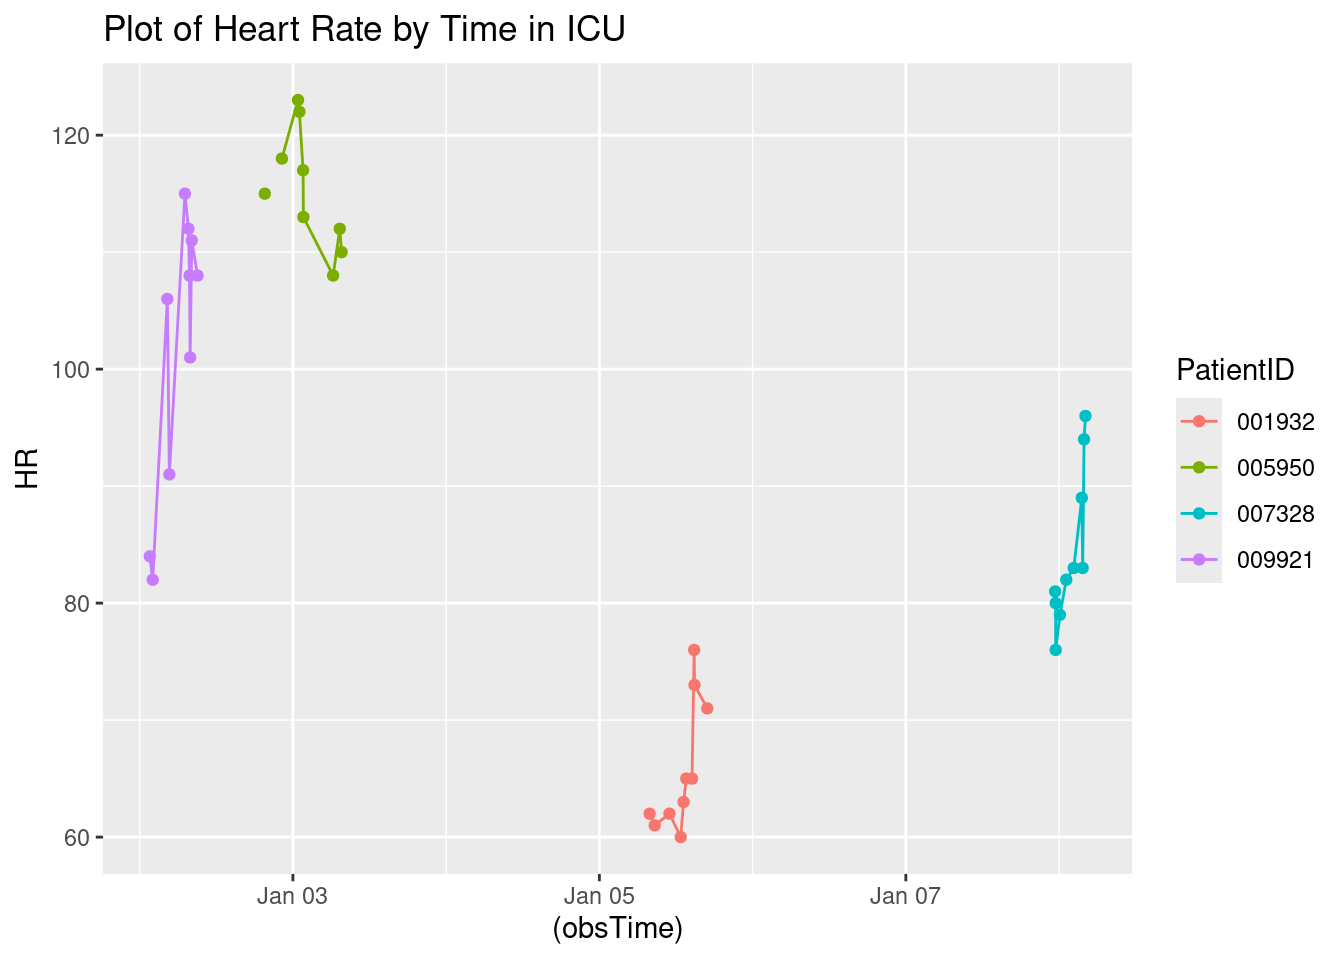 Plot of Heart Rate by Time in ICU
120
100
80
60
HR
Jan 03
Jan 05
Jan 07
(obsTime)
PatientID
001932
005950
007328
009921